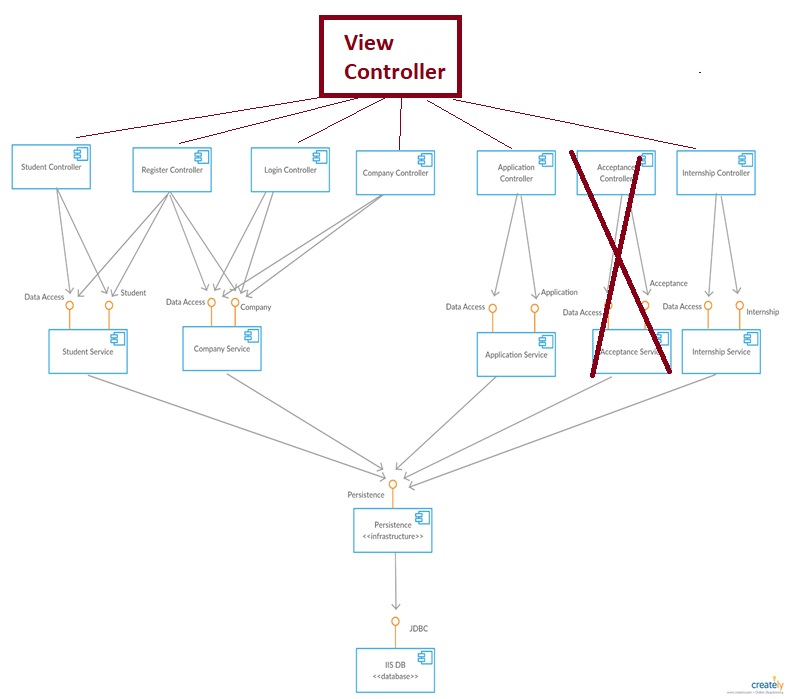 View
Controller
Student Controller
Register Controller
Login Controller
Company Controller
Application
Controller
Acceptance
Controller
Internship Controller
Data Access
Student
Data Access
Company
Data Access
Application
Data Access
Acceptance
Data Access
Internship
Student Service
Company Service
Application Service
Acceptance Service
Internship Service
Persistence
Persistence
<<infrastructure>>
JDBC
IIS DB
<<database>>
creately